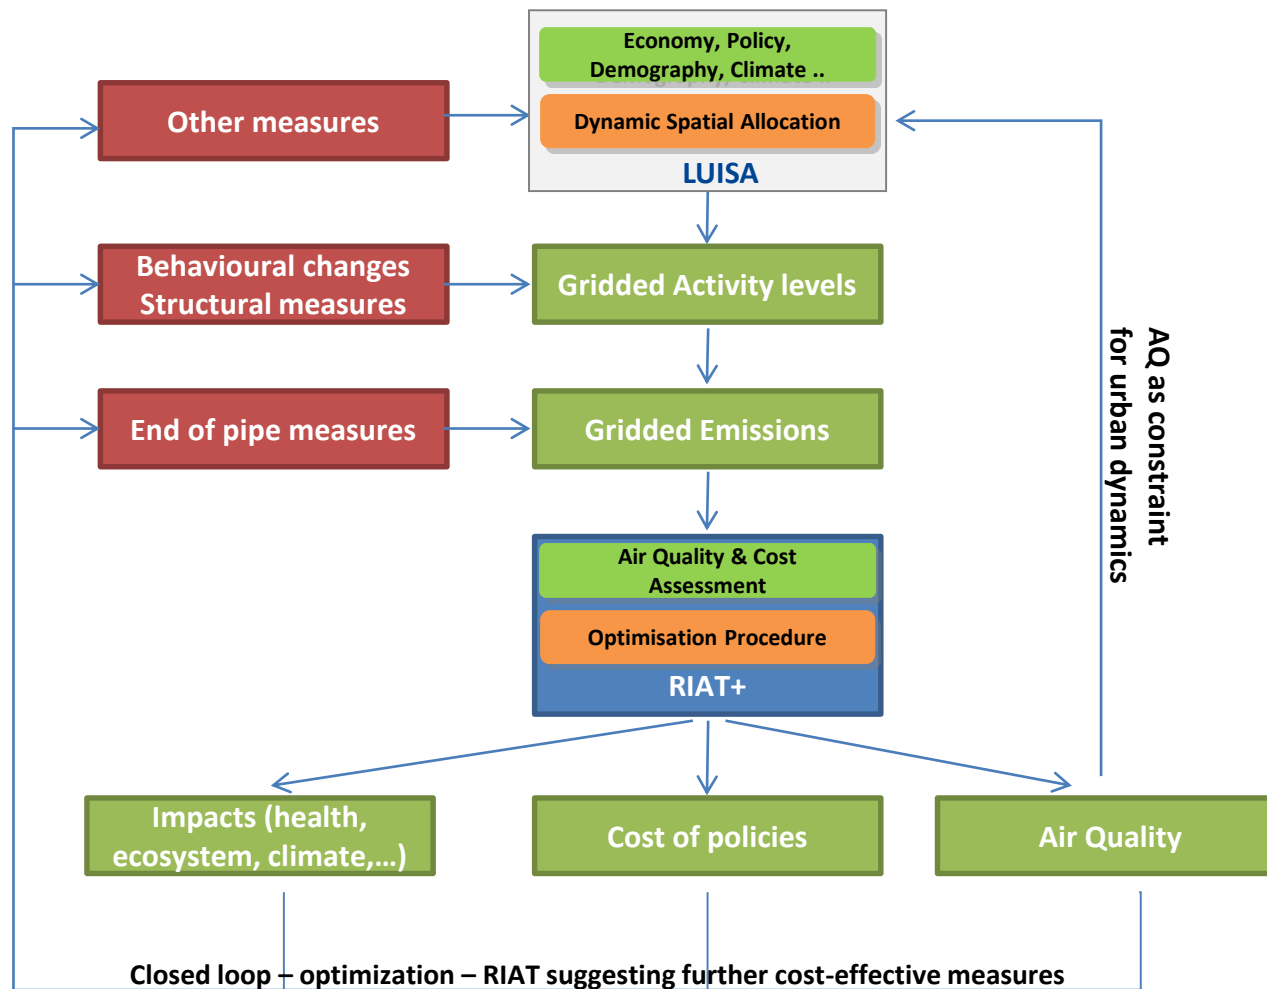 Economy, Policy,
Demography, Climate ..
Other measures
Dynamic Spatial Allocation
LUISA
Behavioural changes
Structural measures
Gridded Activity levels
AQ as constraint
for urban dynamics
End of pipe measures
Gridded Emissions
Air Quality & Cost
Assessment
Optimisation Procedure
RIAT+
Impacts (health,
ecosystem, climate,...)
Cost of policies
Air Quality
Closed loop – optimization – RIAT suggesting further cost-effective measures